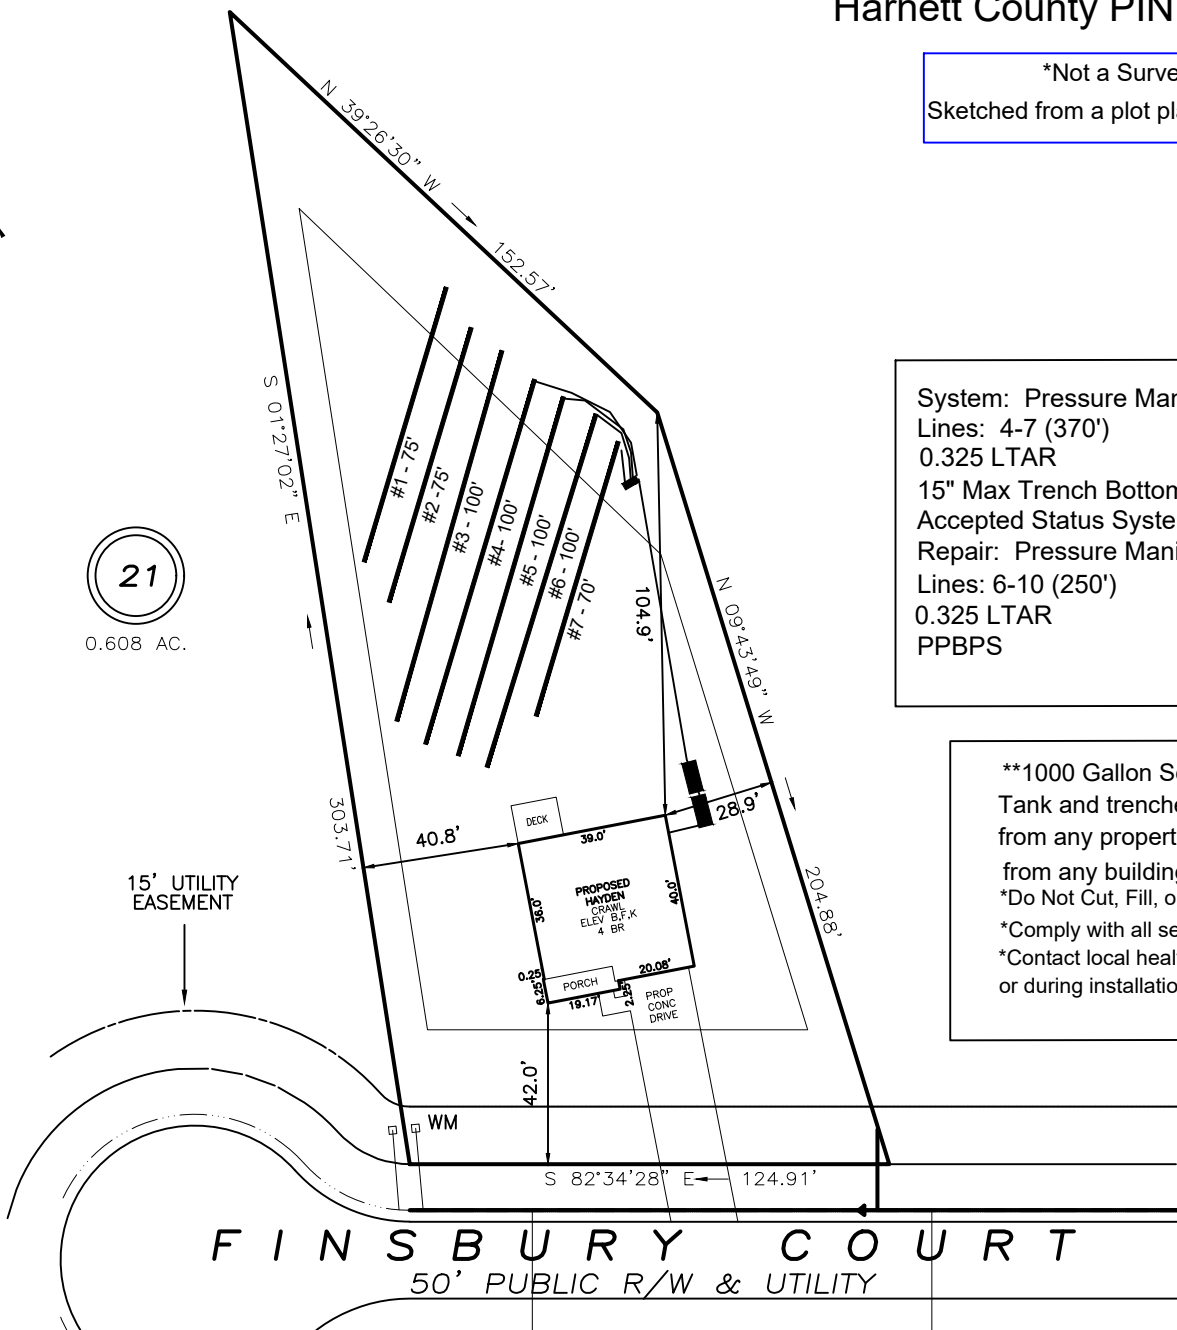 Harnett County PIN
*Not a Surve
Sketched from a plot pla
N 39°26'30" W
152.57'
S 01°27'02" E
303.71'
#1 - 75'
#2 -75'
#3 - 100'
#4- 100'
#5 - 100'
#6 - 100'
#7 - 70'
104.9'
N 09°43'49" W
204.88'
System: Pressure Man
Lines: 4-7 (370')
0.325 LTAR
15" Max Trench Bottom
Accepted Status Syste
Repair: Pressure Mani
Lines: 6-10 (250')
0.325 LTAR
PPBPS
21
0.608 AC.
**1000 Gallon Se
Tank and trenche
from any propert
from any building
*Do Not Cut, Fill, o
*Comply with all se
*Contact local heal
or during installatio
40.8'
28.9'
DECK
39.0'
36.0'
40.0'
PROPOSED
HAYDEN
CRAWL
ELEV B,F,K
4 BR
0.25
6.25'
PORCH
19.17'
2.25'
20.08'
PROP
CONC
DRIVE
42.0'
15' UTILITY
EASEMENT
WM
S 82°34'28" E
124.91'
FINSBURY COURT
50' PUBLIC R/W & UTILITY